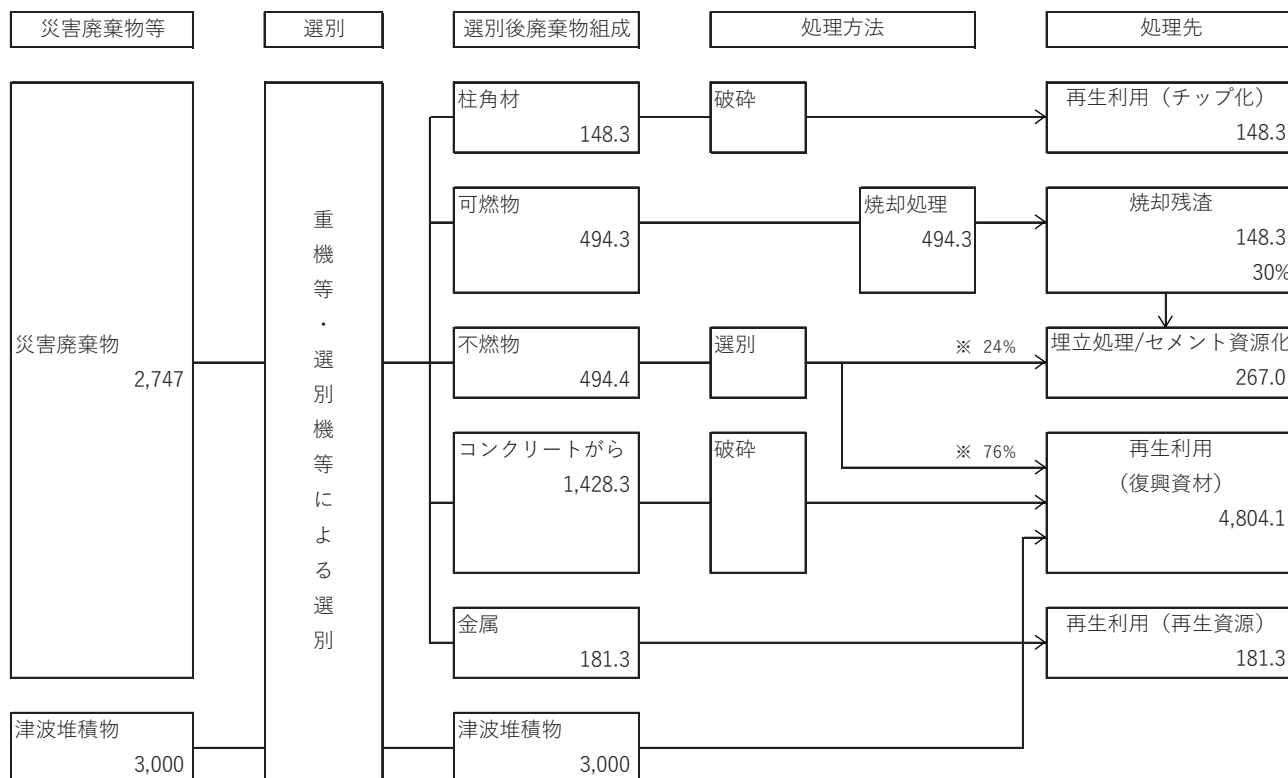 災害廃棄物等
選別
選別後廃棄物組成
処理方法
処理先
災害廃棄物
2,747
津波堆積物
3,000
重機等・選別機等による選別
柱角材
148.3
破砕
再生利用（チップ化）
148.3
可燃物
494.3
焼却処理
494.3
焼却残渣
148.3
30%
不燃物
494.4
選別
※ 24%
埋立処理/セメント資源化
267.0
コンクリートがら
1,428.3
破砕
※ 76%
再生利用
（復興資材）
4,804.1
金属
181.3
再生利用（再生資源）
181.3
津波堆積物
3,000